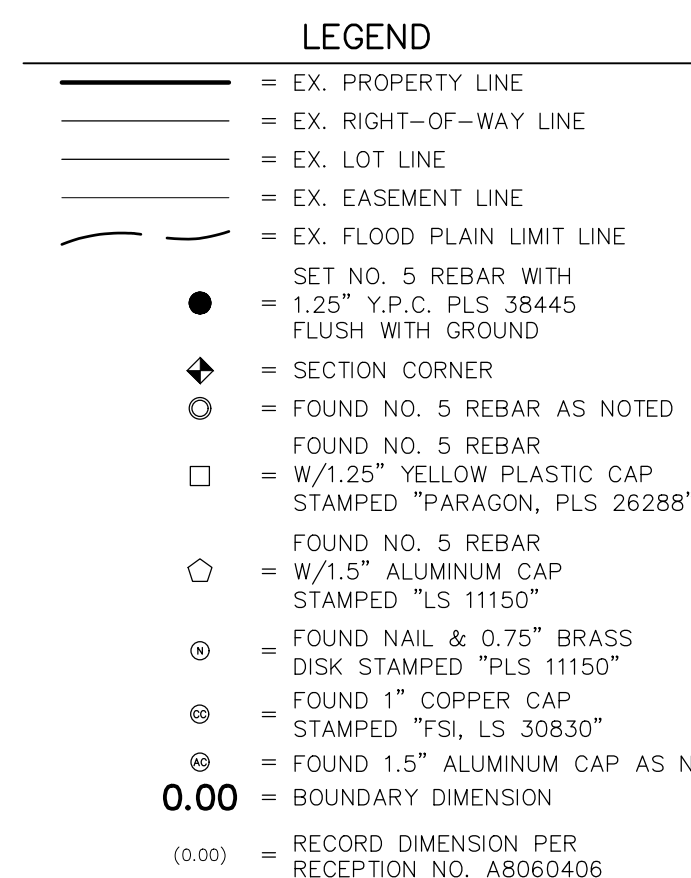 LEGEND
= EX. PROPERTY LINE
= EX. RIGHT–OF–WAY LINE
= EX. LOT LINE
= EX. EASEMENT LINE
= EX. FLOOD PLAIN LIMIT LINE
SET NO. 5 REBAR WITH
= 1.25” Y.P.C. PLS 38445
FLUSH WITH GROUND
= SECTION CORNER
= FOUND NO. 5 REBAR AS NOTED
FOUND NO. 5 REBAR
= W/1.25” YELLOW PLASTIC CAP
STAMPED ”PARAGON, PLS 26288”
FOUND NO. 5 REBAR
= W/1.5” ALUMINUM CAP
STAMPED ”LS 11150”
FOUND NAIL & 0.75” BRASS
N =
DISK STAMPED ”PLS 11150”
FOUND 1” COPPER CAP
CC =
STAMPED ”FSI, LS 30830”
AC = FOUND 1.5” ALUMINUM CAP AS
0.00 = BOUNDARY DIMENSION
RECORD DIMENSION PER
(0.00) =
RECEPTION NO. A8060406